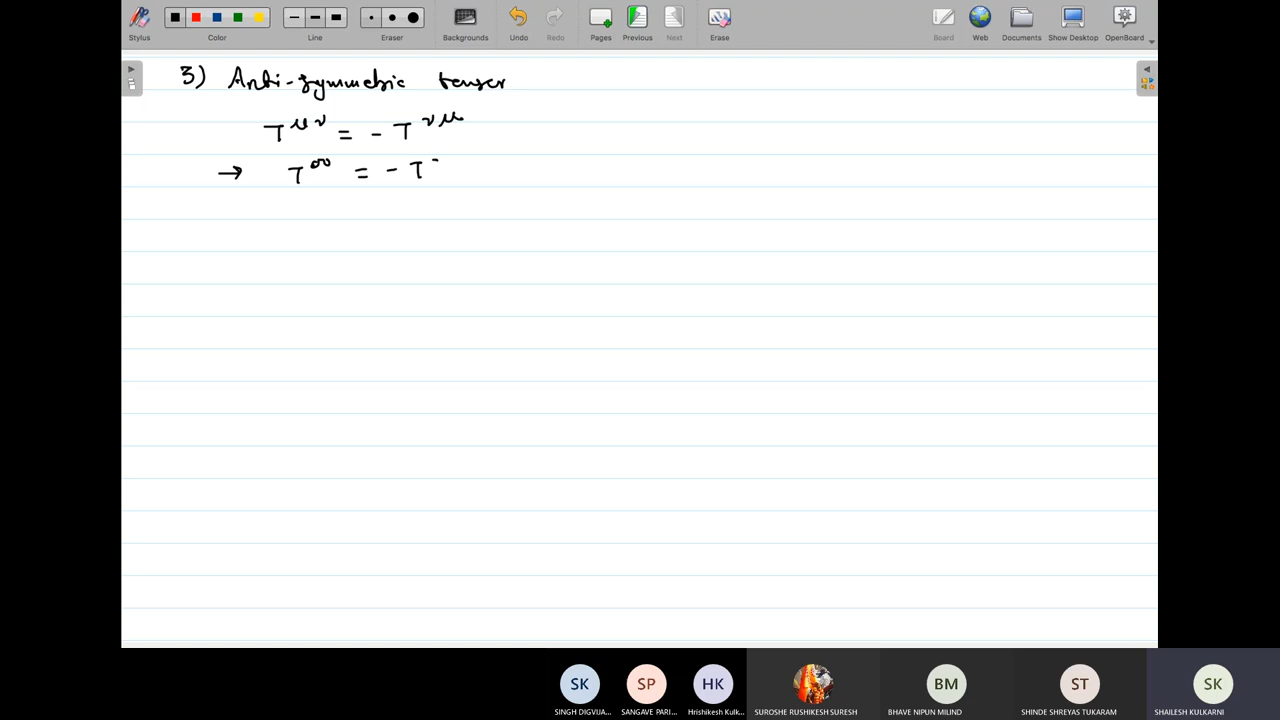 Stylus
Color
Line
Eraser
Backgrounds
Undo
Redo
Pages
Previous
Next
Erase
Board
Web
Documents
Show Desktop
OpenBoard
3) Anti-symmetric tensor
T^{μν} = - T^{νμ}
→ T^{00} = - T
SK
SP
HK
BM
ST
SK
SINGH DIGVIJA...
SANGAVE PARI...
Hrishikesh Kulk...
SUROSHE RUSHIKESH SURESH
BHAVE NIPUN MILIND
SHINDE SHREYAS TUKARAM
SHAILESH KULKARNI